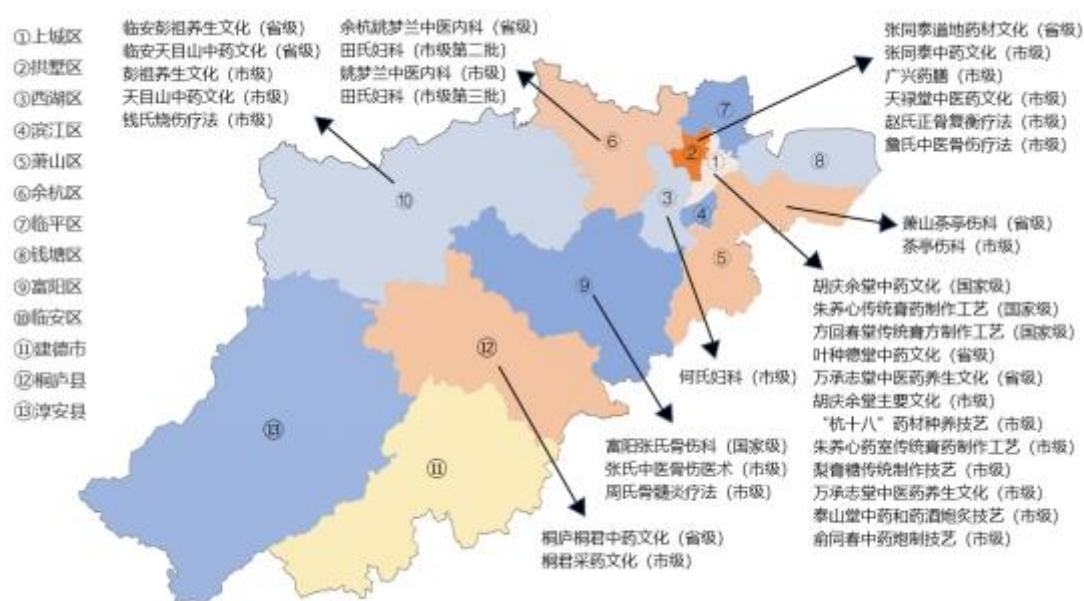 ①上城区
②拱墅区
③西湖区
④滨江区
⑤萧山区
⑥余杭区
⑦临平区
⑧钱塘区
⑨富阳区
⑩临安区
⑪建德市
⑫桐庐县
⑬淳安县
临安彭祖养生文化（省级）
临安天目山中药文化（省级）
彭祖养生文化（市级）
天目山中药文化（市级）
钱氏烧伤疗法（市级）
余杭姚梦兰中医内科（省级）
田氏妇科（市级第二批）
姚梦兰中医内科（市级）
田氏妇科（市级第三批）
张同泰道地药材文化（省级）
张同泰中药文化（市级）
广兴药膳（市级）
天禄堂中医药文化（市级）
赵氏正骨复衡疗法（市级）
詹氏中医骨伤疗法（市级）
⑦
⑥
②
①
⑧
⑩
③
④
萧山茶亭伤科（省级）
茶亭伤科（市级）
⑤
⑨
胡庆余堂中药文化（国家级）
朱养心传统膏药制作工艺（国家级）
方回春堂传统膏方制作工艺（国家级）
叶种德堂中药文化（省级）
万承志堂中医药养生文化（省级）
胡庆余堂主要文化（市级）
“杭十八”药材种养技艺（市级）
朱养心药室传统膏药制作工艺（市级）
梨膏糖传统制作技艺（市级）
万承志堂中医药养生文化（市级）
泰山堂中药和药酒炮炙技艺（市级）
俞同春中药炮制技艺（市级）
⑫
何氏妇科（市级）
⑬
富阳张氏骨伤科（国家级）
张氏中医骨伤医术（市级）
周氏骨髓炎疗法（市级）
⑪
桐庐桐君中药文化（省级）
桐君采药文化（市级）